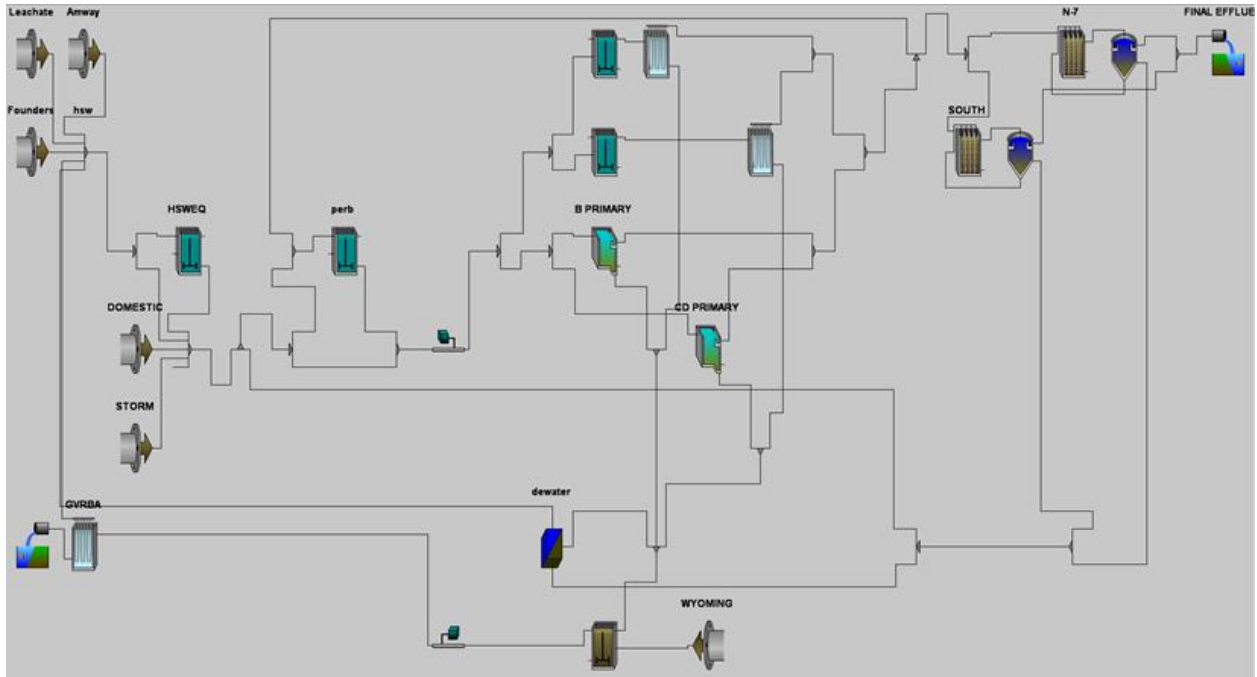 Leachate Amway
N-7
FINAL EFFLUE
Founders hsw
SOUTH
HSWEQ
perb
B PRIMARY
DOMESTIC
CD PRIMARY
STORM
dewater
GVRBA
WYOMING